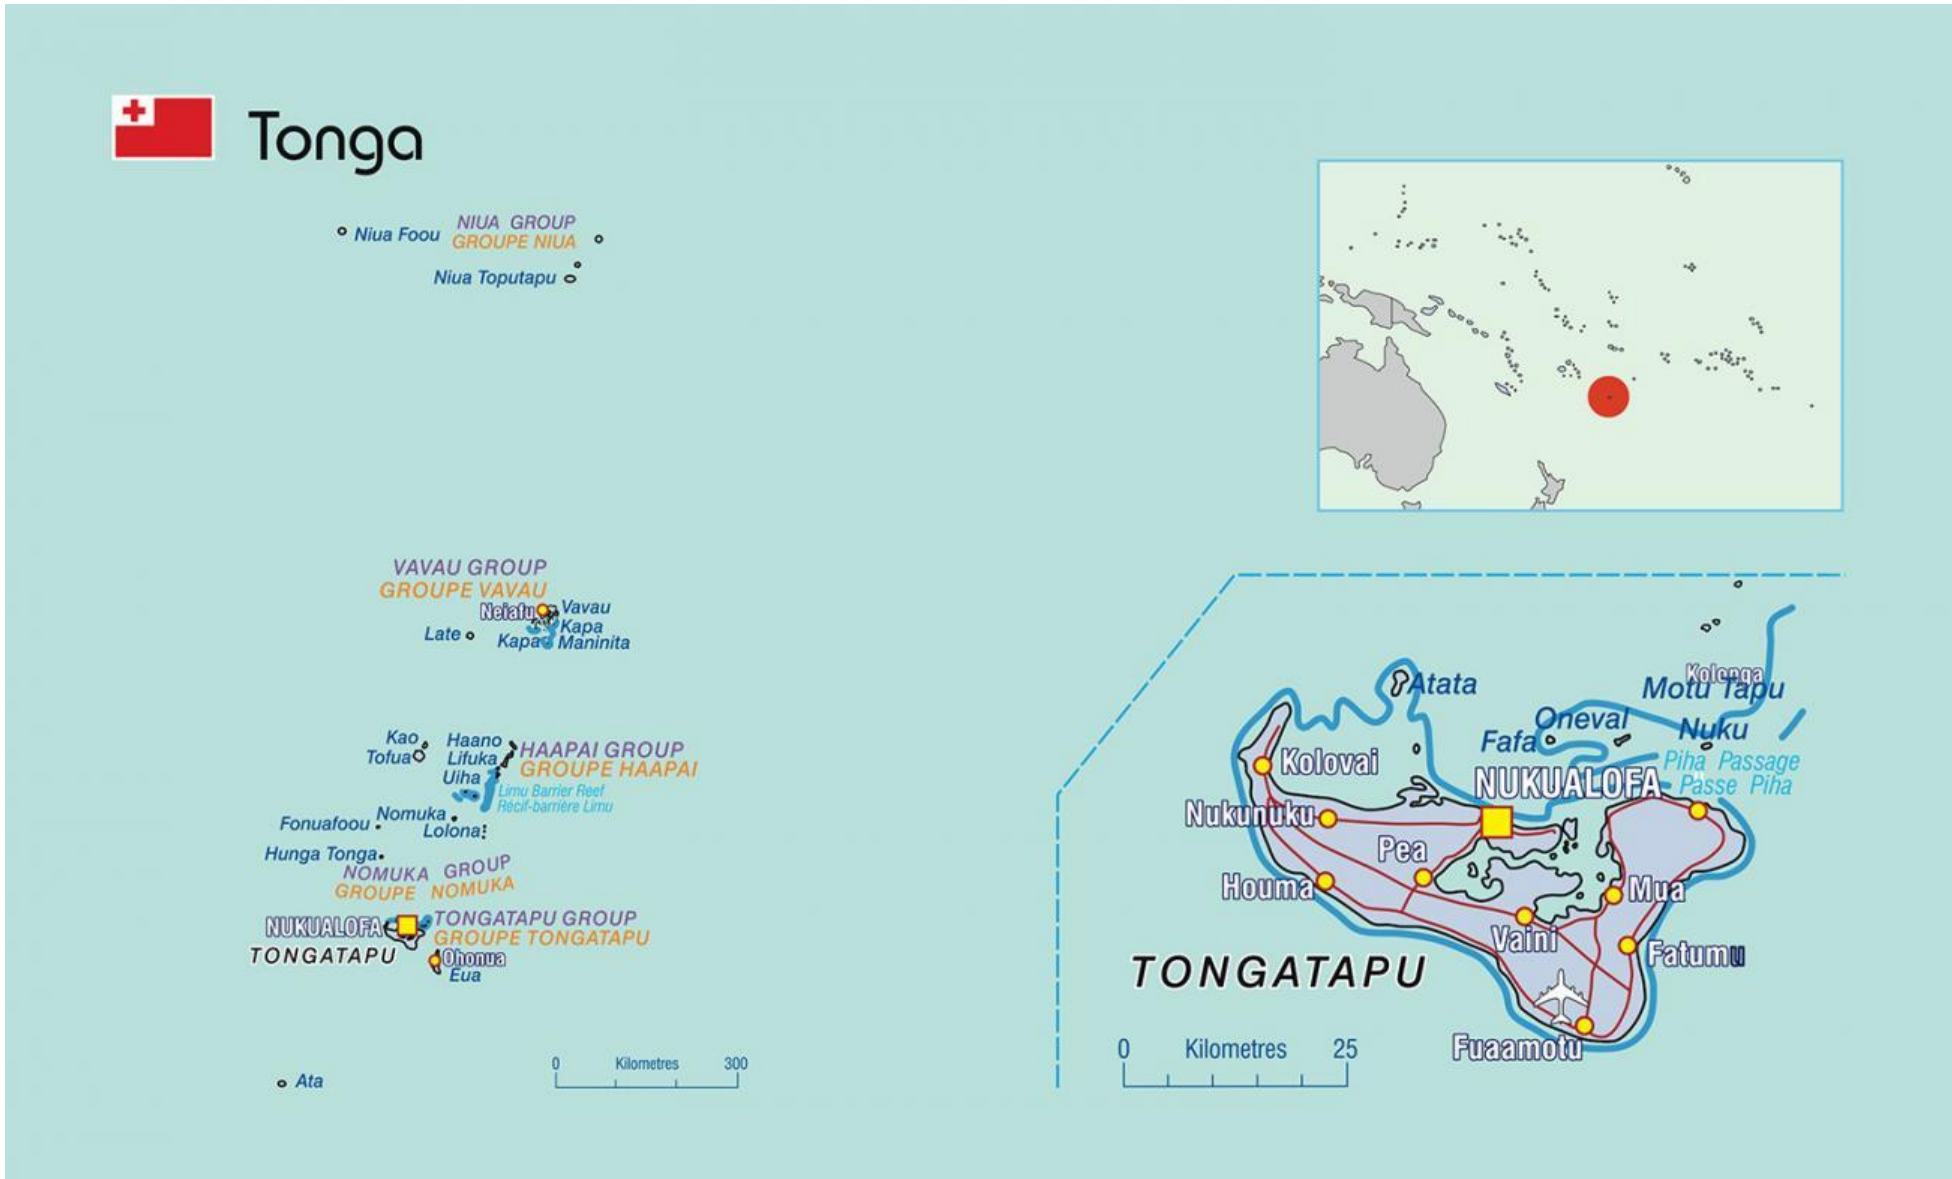 Tonga
Niua Foou
NIUA GROUP
GROUPE NIUA
Niua Toputapu
VAVAU GROUP
GROUPE VAVAU
Neiafu
Vavau
Kapa
Late
Kapa
Maninita
Kao
Haano
HAAPAI GROUP
Tofua
Lifuka
GROUPE HAAPAI
Uiha
Limu Barrier Reef
Récif-barrière Limu
Nomuka
Fonuafoou
Lolona
Hunga Tonga
NOMUKA GROUP
GROUPE NOMUKA
NUKUALOFA
TONGATAPU GROUP
GROUPE TONGATAPU
TONGATAPU
Ohonua
Eua
0 Kilometres 300
Ata
Kolonga
Atata
Motu Tapu
Oneval
Nuku
Fafa
Kolovai
Piha Passage
Passe Piha
NUKUALOFA
Nukunuku
Pea
Houma
Mua
Vaini
Fatumu
TONGATAPU
Fuaamotu
0 Kilometres 25